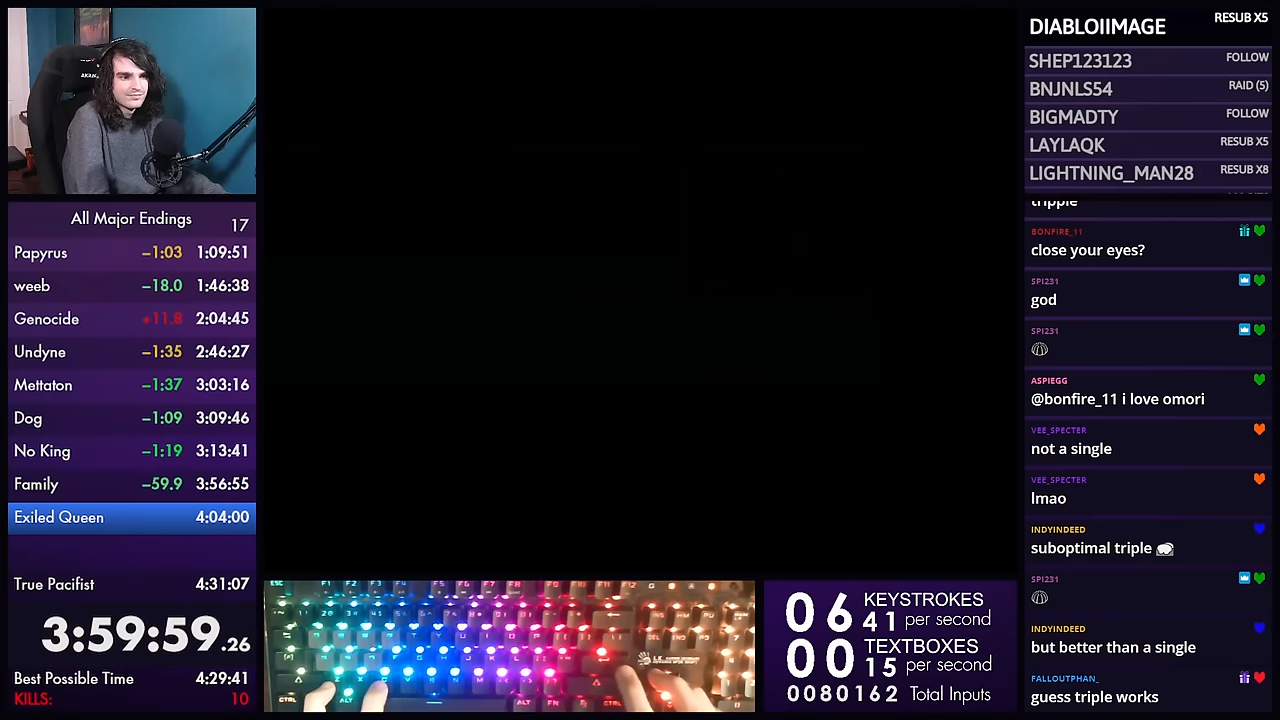 All Major Endings 17
Papyrus −1:03 1:09:51
weeb −18.0 1:46:38
Genocide +11.8 2:04:45
Undyne −1:35 2:46:27
Mettaton −1:37 3:03:16
Dog −1:09 3:09:46
No King −1:19 3:13:41
Family −59.9 3:56:55
Exiled Queen 4:04:00
True Pacifist 4:31:07
3:59:59.26
Best Possible Time 4:29:41
KILLS: 10
06 41 KEYSTROKES per second
00 15 TEXTBOXES per second
0080162 Total Inputs
DIABLOIIMAGE RESUB X5
SHEP123123 FOLLOW
BNJNLS54 RAID (5)
BIGMADTY FOLLOW
LAYLAQK RESUB X5
LIGHTNING_MAN28 RESUB X8
tripple
BONFIRE_11
close your eyes?
SPI231
god
SPI231
ASPIEGG
@bonfire_11 i love omori
VEE_SPECTER
not a single
VEE_SPECTER
lmao
INDYINDEED
suboptimal triple
SPI231
INDYINDEED
but better than a single
FALLOUTPHAN_
guess triple works